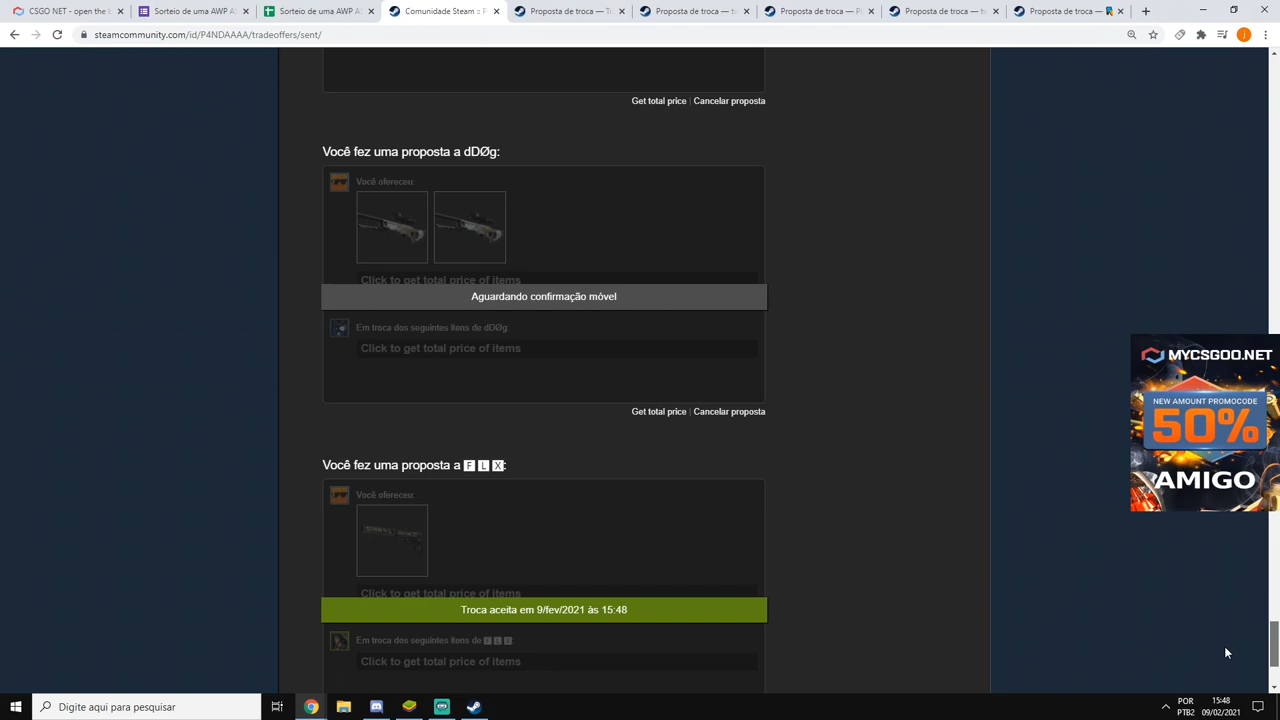 CSGO NET - open the b
Sorteio de uma AWP AS
Sorteio de uma AWP AS
Comunidade Steam :: P
Proposta de troca — To
Proposta de troca — t
Proposta de troca — P
Proposta de troca — t
Proposta de troca —
steamcommunity.com/id/P4NDAAAA/tradeoffers/sent/
Get total price | Cancelar proposta
Você fez uma proposta a dDØg:
Você ofereceu:
Click to get total price of items
Aguardando confirmação móvel
Em troca dos seguintes itens de dDØg:
Click to get total price of items
Get total price | Cancelar proposta
Você fez uma proposta a 🅵 🅻 🆇:
Você ofereceu:
Click to get total price of items
Troca aceita em 9/fev/2021 às 15:48
Em troca dos seguintes itens de 🅵 🅻 🆇:
Click to get total price of items
MYCSGOO.NET
NEW AMOUNT PROMOCODE
50%
AMIGO
Digite aqui para pesquisar
POR
PTB2
15:48
09/02/2021